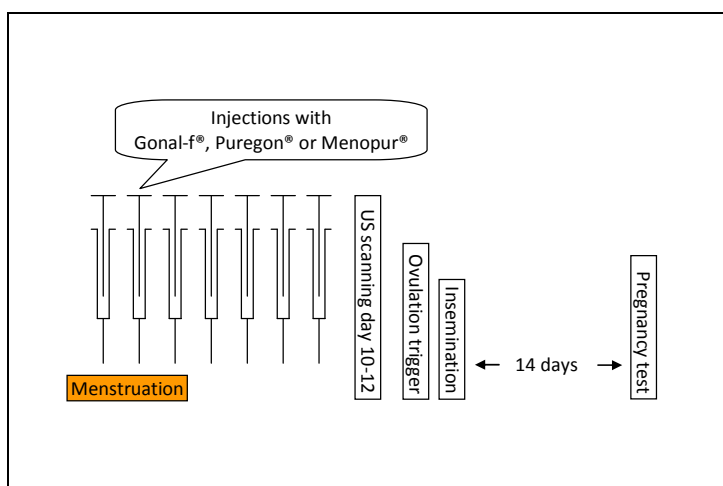 Injections with
Gonal-f®, Puregon® or Menopur®
US scanning day 10-12
Ovulation trigger
Insemination
14 days
Pregnancy test
Menstruation